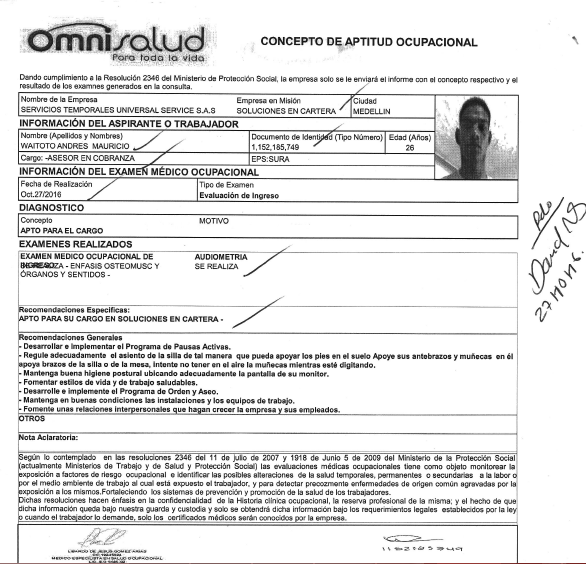 Omnisalud
Para toda la vida
CONCEPTO DE APTITUD OCUPACIONAL
Dando cumplimiento a la Resolución 2346 del Ministerio de Protección Social, la empresa solo se le enviará el informe con el concepto respectivo y el
resultado de los examnes generados en la consulta.
Nombre de la Empresa Empresa en Misión Ciudad
SERVICIOS TEMPORALES UNIVERSAL SERVICE S.A.S SOLUCIONES EN CARTERA MEDELLIN
INFORMACIÓN DEL ASPIRANTE O TRABAJADOR
Nombre (Apellidos y Nombres) Documento de Identidad (Tipo Número) Edad (Años)
WAITOTO ANDRES MAURICIO 1,152,185,749 26
Cargo: -ASESOR EN COBRANZA EPS:SURA
INFORMACIÓN DEL EXAMEN MÉDICO OCUPACIONAL
Fecha de Realización Tipo de Examen
Oct.27/2016 Evaluación de Ingreso
DIAGNOSTICO
Concepto MOTIVO
APTO PARA EL CARGO
EXAMENES REALIZADOS
EXAMEN MEDICO OCUPACIONAL DE AUDIOMETRIA
- ENFASIS OSTEOMUSC Y SE REALIZA
ÓRGANOS Y SENTIDOS -
Recomendaciones Especificas:
APTO PARA SU CARGO EN SOLUCIONES EN CARTERA -
Recomendaciones Generales
- Desarrollar e Implementar el Programa de Pausas Activas.
- Regule adecuadamente el asiento de la silla de tal manera que pueda apoyar los pies en el suelo Apoye sus antebrazos y muñecas en él
apoya brazos de la silla o de la mesa, intente no tener en el aire la muñecas mientras esté digitando.
- Mantenga buena higiene postural ubicando adecuadamente la pantalla de su monitor.
- Fomentar estilos de vida y de trabajo saludables.
- Desarrolle e implemente el Programa de Orden y Aseo.
- Mantenga en buenas condiciones las instalaciones y los equipos de trabajo.
- Fomente unas relaciones interpersonales que hagan crecer la empresa y sus empleados.
OTROS
Nota Aclaratoria:
Según lo contemplado en las resoluciones 2346 del 11 de julio de 2007 y 1918 de Junio 5 de 2009 del Ministerio de la Protección Social
(actualmente Ministerios de Trabajo y de Salud y Protección Social) las evaluaciones médicas ocupacionales tiene como objeto monitorear la
exposición a factores de riesgo ocupacional e identificar las posibles alteraciones de la salud temporales, permanentes o secundarias a la labor o
por el medio ambiente de trabajo al cual está expuesto el trabajador, y para detectar precozmente enfermedades de origen común agravadas por la
exposición a los mismos.Fortaleciendo los sistemas de prevención y promoción de la salud de los trabajadores.
Dichas resoluciones hacen énfasis en la confidencialidad de la Historia clínica ocupacional, la reserva profesional de la misma; y el hecho de que
dicha información queda bajo nuestra guarda y custodia y solo se obtendrá dicha información bajo los requerimientos legales establecidos por la ley
o cuando el trabajador lo demande, solo los certificados médicos serán conocidos por la empresa.
LIBARDO DE JESUS GOMEZ
MEDICO ESPECIALISTA EN SALUD OCUPACIONAL
David
27/10/16.